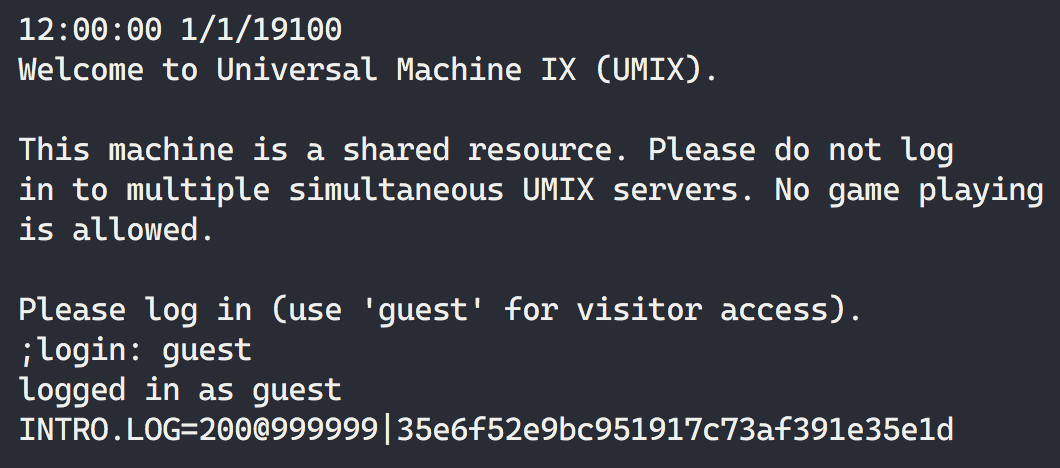 12:00:00 1/1/19100
Welcome to Universal Machine IX (UMIX).
This machine is a shared resource. Please do not log
in to multiple simultaneous UMIX servers. No game playing
is allowed.
Please log in (use 'guest' for visitor access).
;login: guest
logged in as guest
INTRO.LOG=200@999999|35e6f52e9bc951917c73af391e35e1d